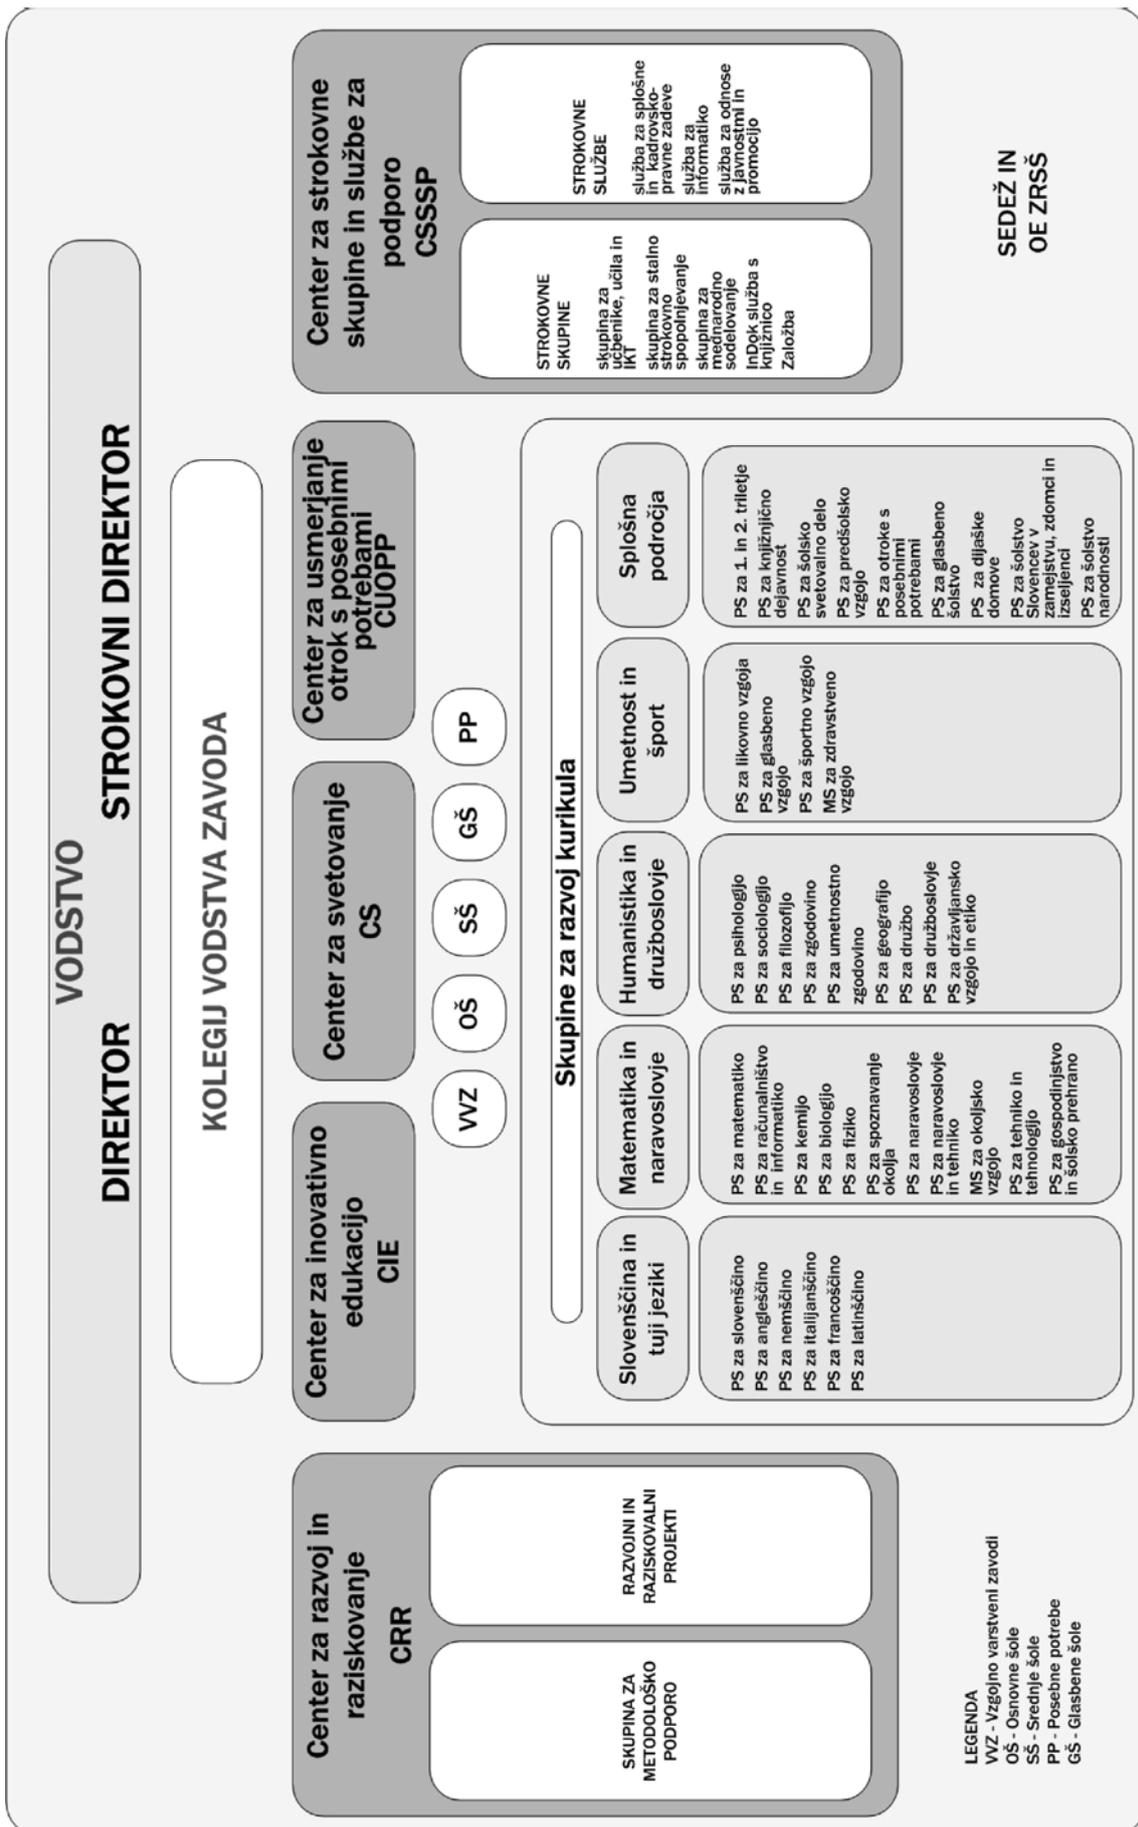 VODSTVO
DIREKTOR
STROKOVNI DIREKTOR
KOLEGIJ VODSTVA ZAVODA
Center za razvoj in
raziskovanje
CRR
SKUPINA ZA
METODOLOŠKO
PODPORO
RAZVOJNI IN
RAZISKOVALNI
PROJEKTI
Center za inovativno
edukacijo
CIE
Center za svetovanje
CS
Center za usmerjanje
otrok s posebnimi
potrebami
CUOPP
VVZ
OŠ
SŠ
GŠ
PP
Skupine za razvoj kurikula
Slovenščina in
tuji jeziki
PS za slovenščino
PS za angleščino
PS za nemščino
PS za italijanščino
PS za francoščino
PS za latinščino
Matematika in
naravoslovje
PS za matematiko
PS za računalništvo
in informatiko
PS za kemijo
PS za biologijo
PS za fiziko
PS za spoznavanje
okolja
PS za naravoslovje
PS za naravoslovje
in tehniko
MS za okoljsko
vzgojo
PS za tehniko in
tehnologijo
PS za gospodinjstvo
in šolsko prehrano
Humanistika in
družboslovje
PS za psihologijo
PS za sociologijo
PS za filozofijo
PS za zgodovino
PS za umetnostno
zgodovino
PS za geografijo
PS za družbo
PS za družboslovje
PS za državljansko
vzgojo in etiko
Umetnost in
šport
PS za likovno vzgoja
PS za glasbeno
vzgojo
PS za športno vzgojo
MS za zdravstveno
vzgojo
Splošna
področja
PS za 1. in 2. triletje
PS za knjižnjično
dejavnost
PS za šolsko
svetovalno delo
PS za predšolsko
vzgojo
PS za otroke s
posebnimi
potrebami
PS za glasbeno
šolstvo
PS za dijaške
domove
PS za šolstvo
Slovencev v
zamejstvu, zdomci in
izseljenci
PS za šolstvo
narodnosti
Center za strokovne
skupine in službe za
podporo
CSSSP
STROKOVNE
SKUPINE
skupina za
učbenike, učila in
IKT
skupina za stalno
strokovno
spopolnjevanje
skupina za
mednarodno
sodelovanje
InDok služba s
knjižnico
Založba
STROKOVNE
SLUŽBE
služba za splošne
in kadrovsko-
pravne zadeve
služba za
informatiko
služba za odnose
z javnostmi in
promocijo
LEGENDA
VVZ - Vzgojno varstveni zavodi
OŠ - Osnovne šole
SŠ - Srednje šole
PP - Posebne potrebe
GŠ - Glasbene šole
SEDEŽ IN
OE ZRSŠ